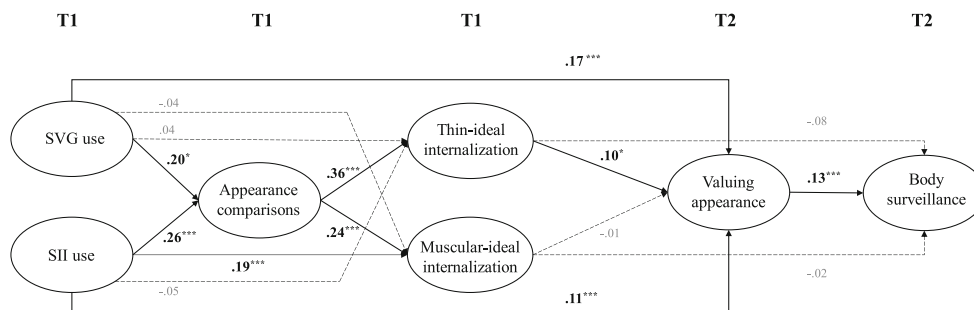 T1 T1 T1 T2 T2
.17***
-.04
SVG use
.04
Thin-ideal
internalization
-.08
.20*
.36***
.10*
Appearance
comparisons
Valuing
appearance
.13***
Body
surveillance
.26***
.24***
SII use
.19***
Muscular-ideal
internalization
-.01
-.02
-.05
.11***